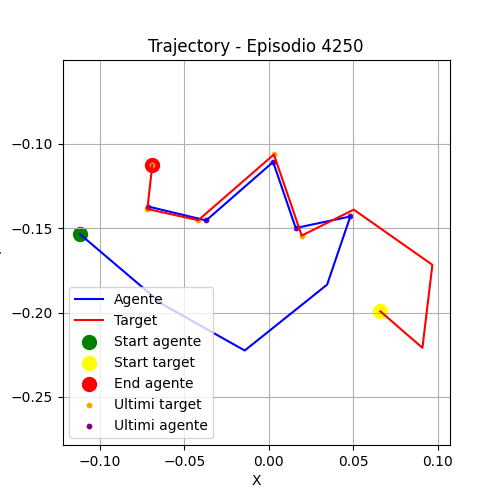 Trajectory - Episodio 4250
−0.10
−0.15
−0.20
−0.25
Agente
Target
Start agente
Start target
End agente
Ultimi target
Ultimi agente
−0.10
−0.05
0.00
0.05
0.10
X